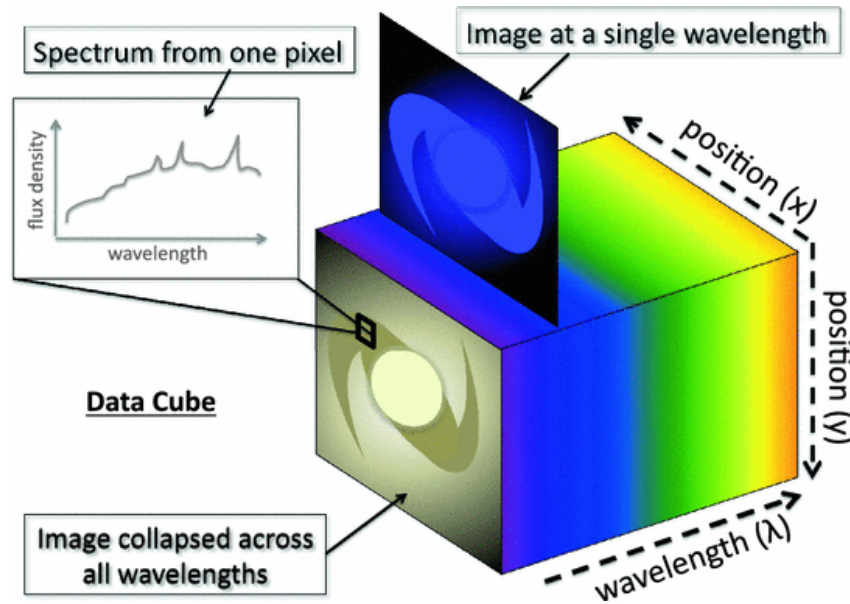 Spectrum from one pixel
Image at a single wavelength
flux density
wavelength
position (x)
position (y)
Data Cube
wavelength (λ)
Image collapsed across
all wavelengths